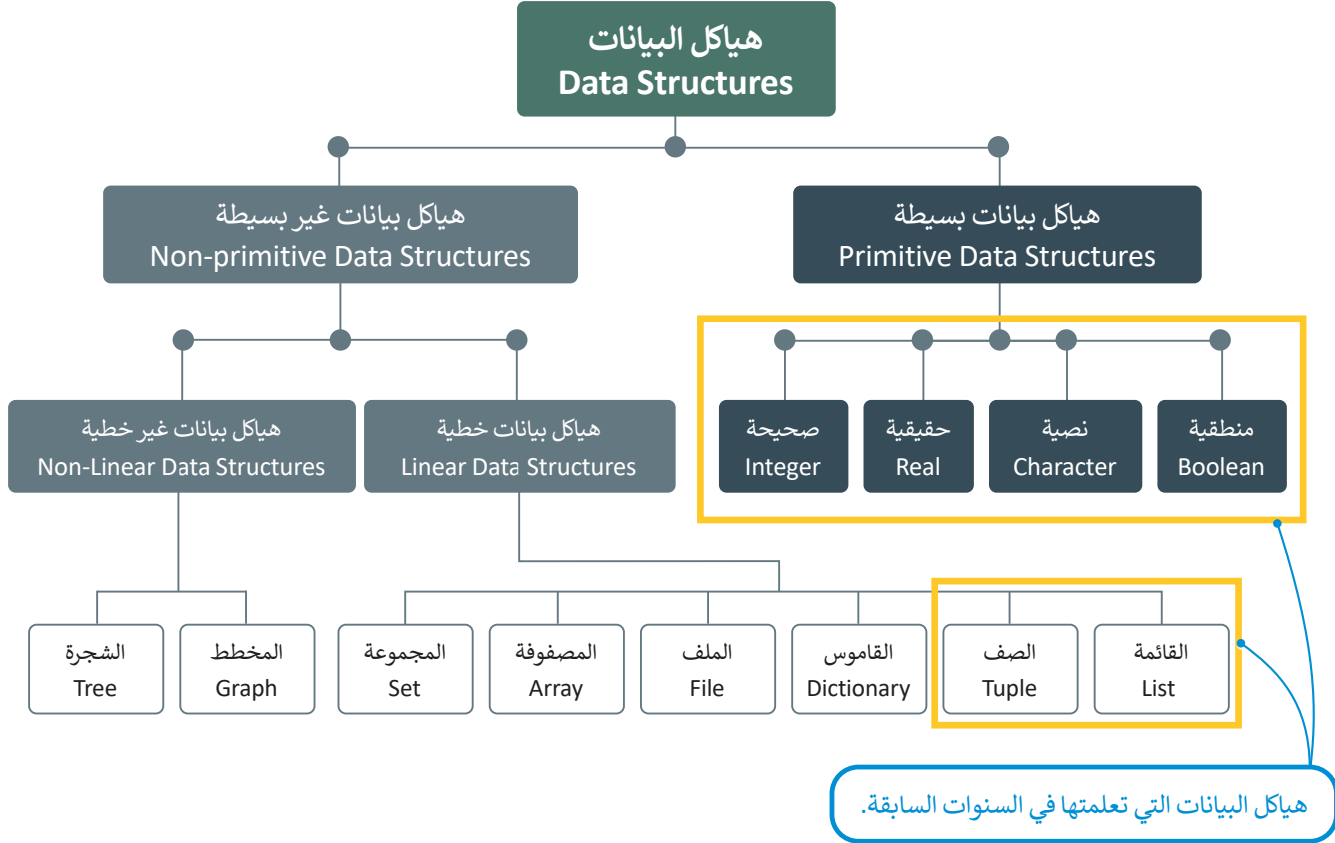 هياكل البيانات
Data Structures
هياكل بيانات بسيطة
Primitive Data Structures
هياكل بيانات غير بسيطة
Non-primitive Data Structures
منطقية
Boolean
نصية
Character
حقيقية
Real
صحيحة
Integer
هياكل بيانات خطية
Linear Data Structures
هياكل بيانات غير خطية
Non-Linear Data Structures
القائمة
List
الصف
Tuple
القاموس
Dictionary
الملف
File
المصفوفة
Array
المجموعة
Set
المخطط
Graph
الشجرة
Tree
هياكل البيانات التي تعلمتها في السنوات السابقة.